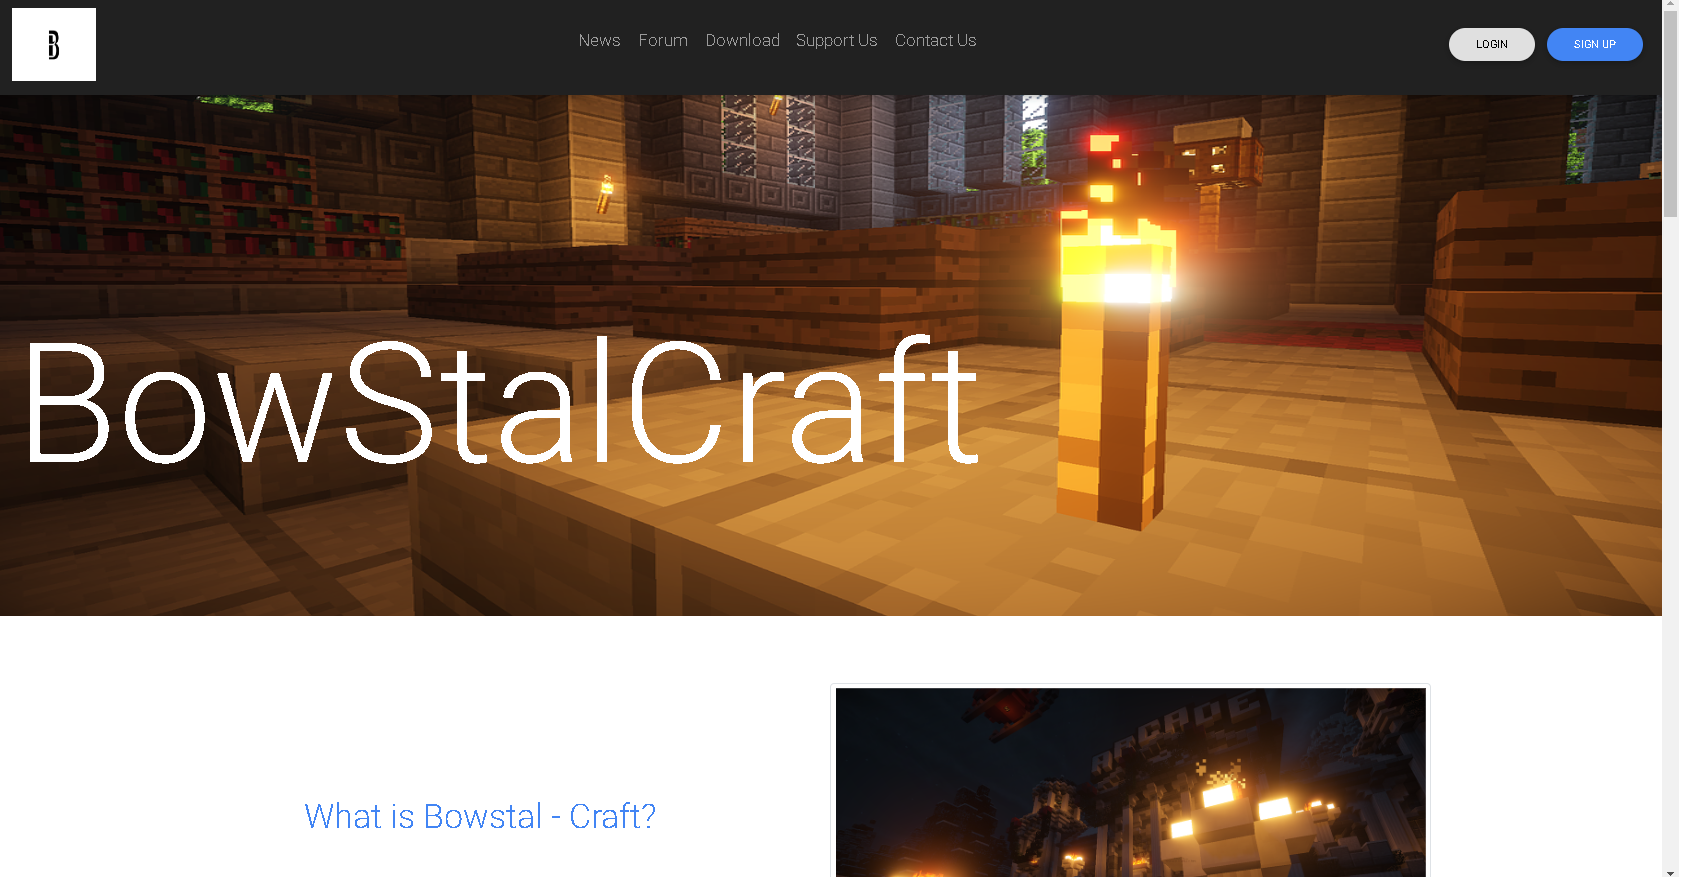 B
News Forum Download Support Us Contact Us
LOGIN SIGN UP
BowStalCraft
ARCADE
What is Bowstal - Craft?